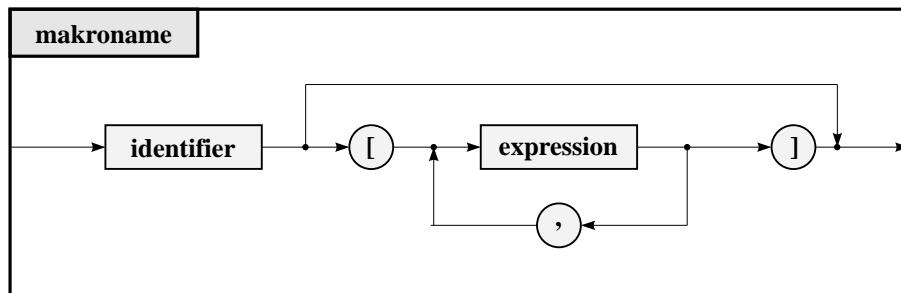 makroname
identifier [ expression ]
,